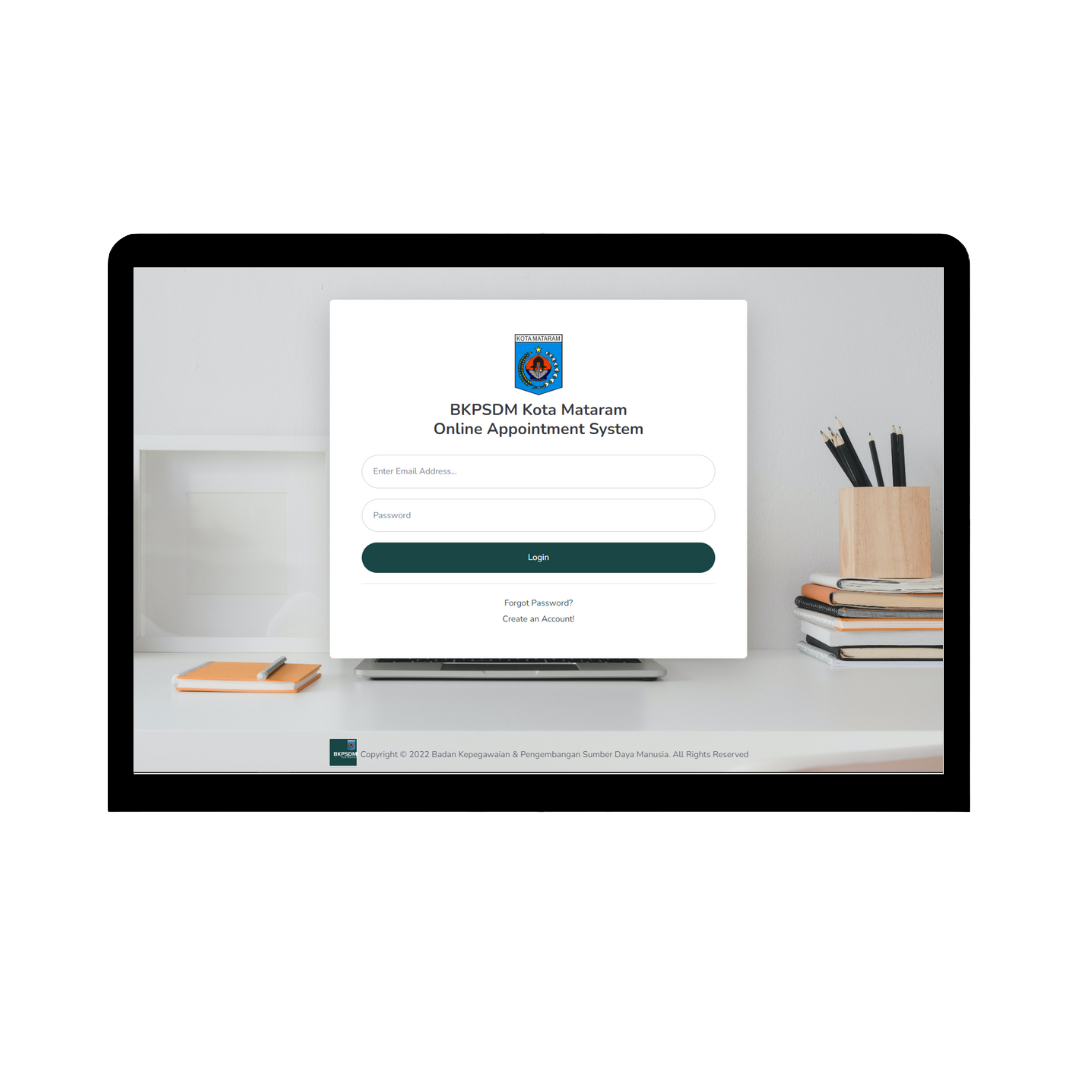 KOTA MATARAM
BKPSDM Kota Mataram
Online Appointment System
Enter Email Address...
Password
Login
Forgot Password?
Create an Account!
BKPSDM
Copyright © 2022 Badan Kepegawaian & Pengembangan Sumber Daya Manusia. All Rights Reserved